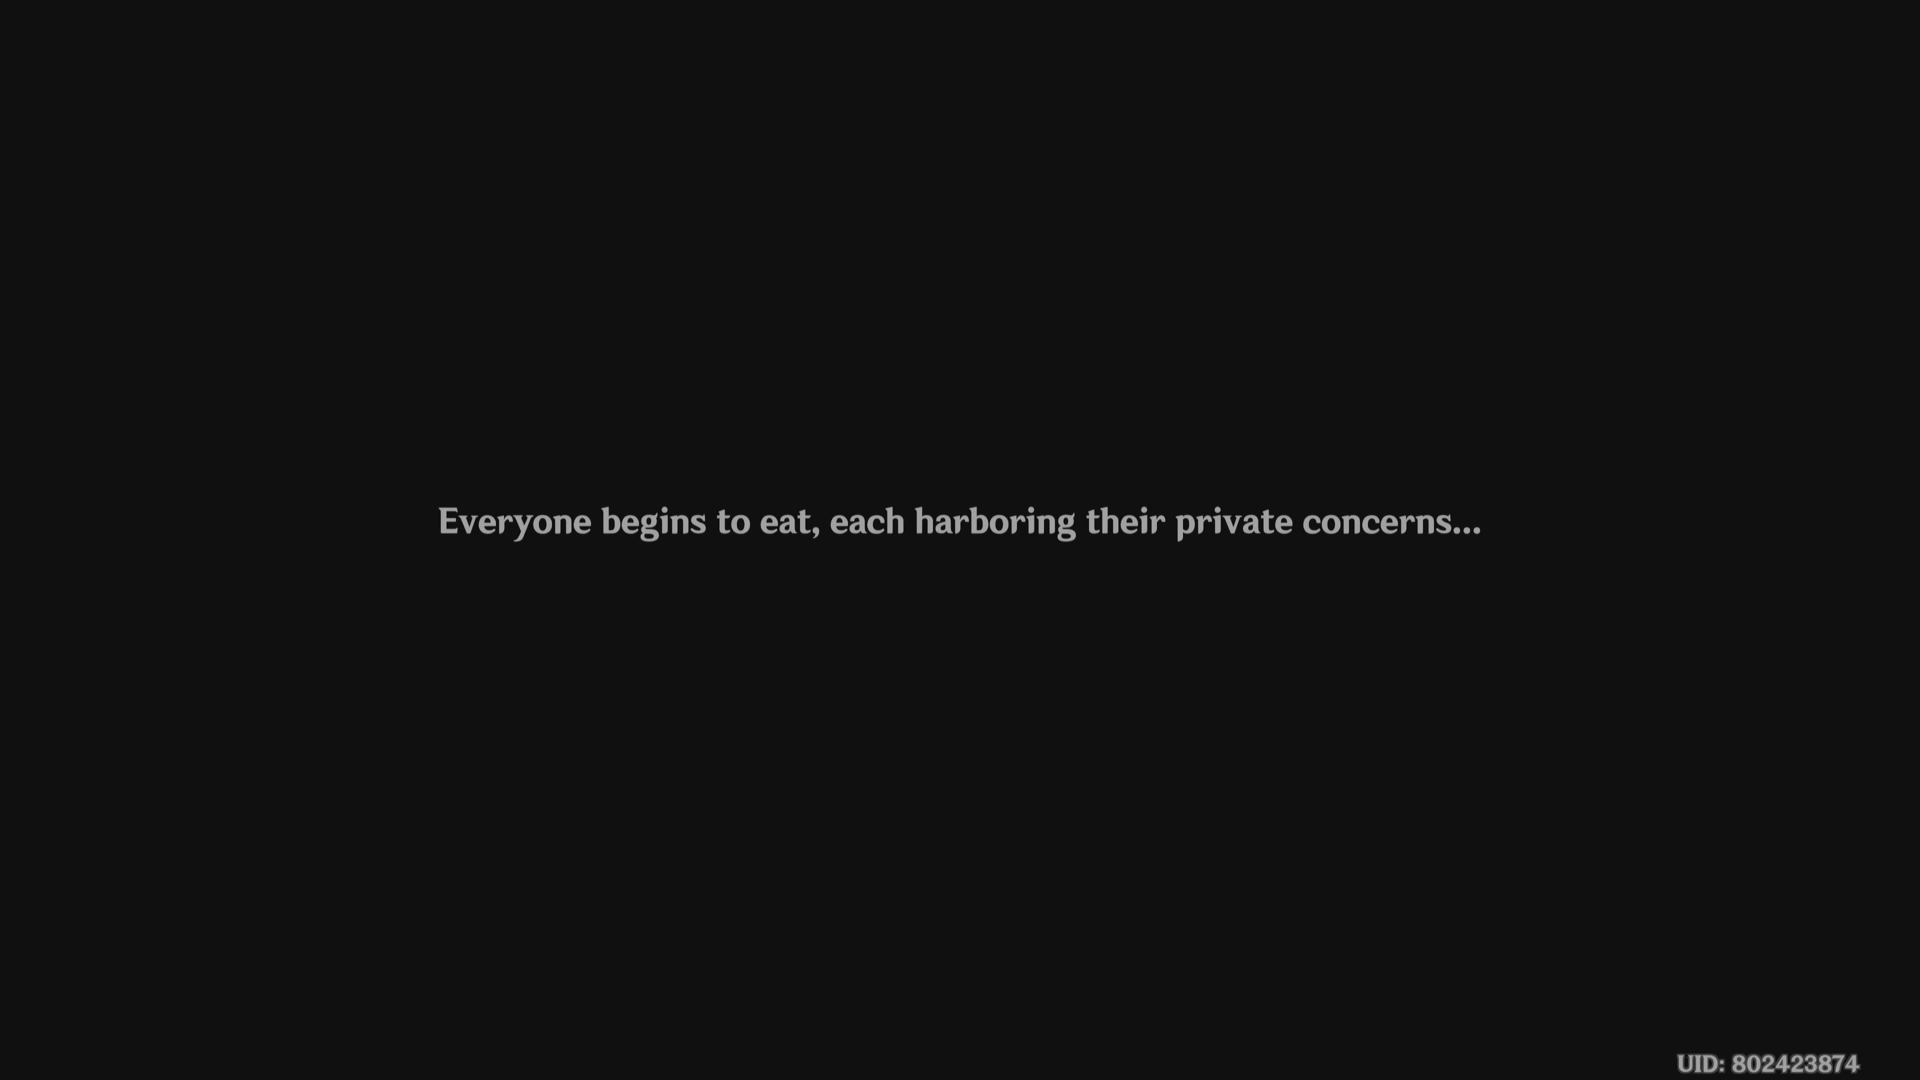 Everyone begins to eat, each harboring their private concerns...
UID: 802423874